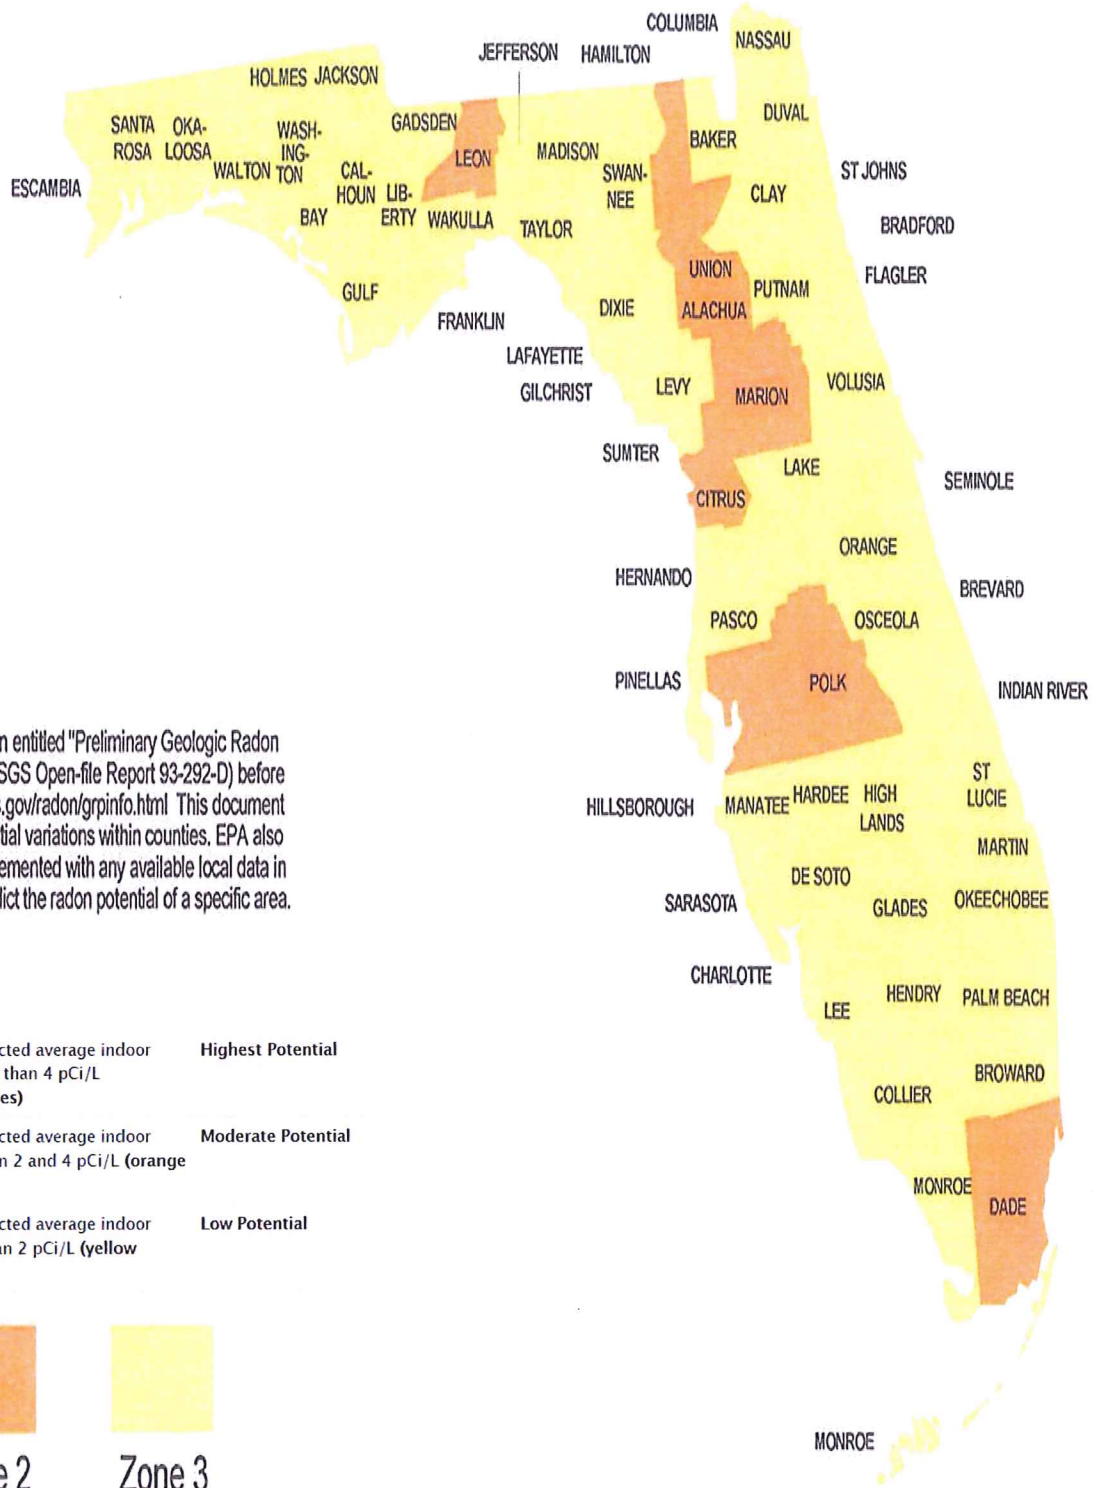 COLUMBIA
NASSAU
JEFFERSON
HAMILTON
HOLMES
JACKSON
DUVAL
SANTA
ROSA
OKA-
LOOSA
WASH-
ING-
TON
GADSDEN
BAKER
LEON
MADISON
WALTON
CAL-
HOUN
SWAN-
NEE
ST JOHNS
ESCAMBIA
LIB-
ERTY
CLAY
BAY
WAKULLA
TAYLOR
BRADFORD
UNION
FLAGLER
GULF
PUTNAM
DIXIE
ALACHUA
FRANKLIN
LAFAYETTE
GILCHRIST
LEVY
MARION
VOLUSIA
SUMTER
LAKE
SEMINOLE
CITRUS
ORANGE
HERNANDO
BREVARD
PASCO
OSCEOLA
PINELLAS
POLK
INDIAN RIVER
n entitled "Preliminary Geologic Radon
SGS Open-file Report 93-292-D) before
s.gov/radon/grpinfo.html This document
tial variations within counties. EPA also
emented with any available local data in
lict the radon potential of a specific area.
ST
LUCIE
HILLSBOROUGH
MANATEE
HARDEE
HIGH
LANDS
MARTIN
DE SOTO
SARASOTA
GLADES
OKEECHOBEE
CHARLOTTE
HENDRY
PALM BEACH
LEE
BROWARD
COLLIER
MONROE
DADE
MONROE
cted average indoor
than 4 pCi/L
es)
Highest Potential
cted average indoor
n 2 and 4 pCi/L (orange
Moderate Potential
cted average indoor
an 2 pCi/L (yellow
Low Potential
e 2
Zone 3